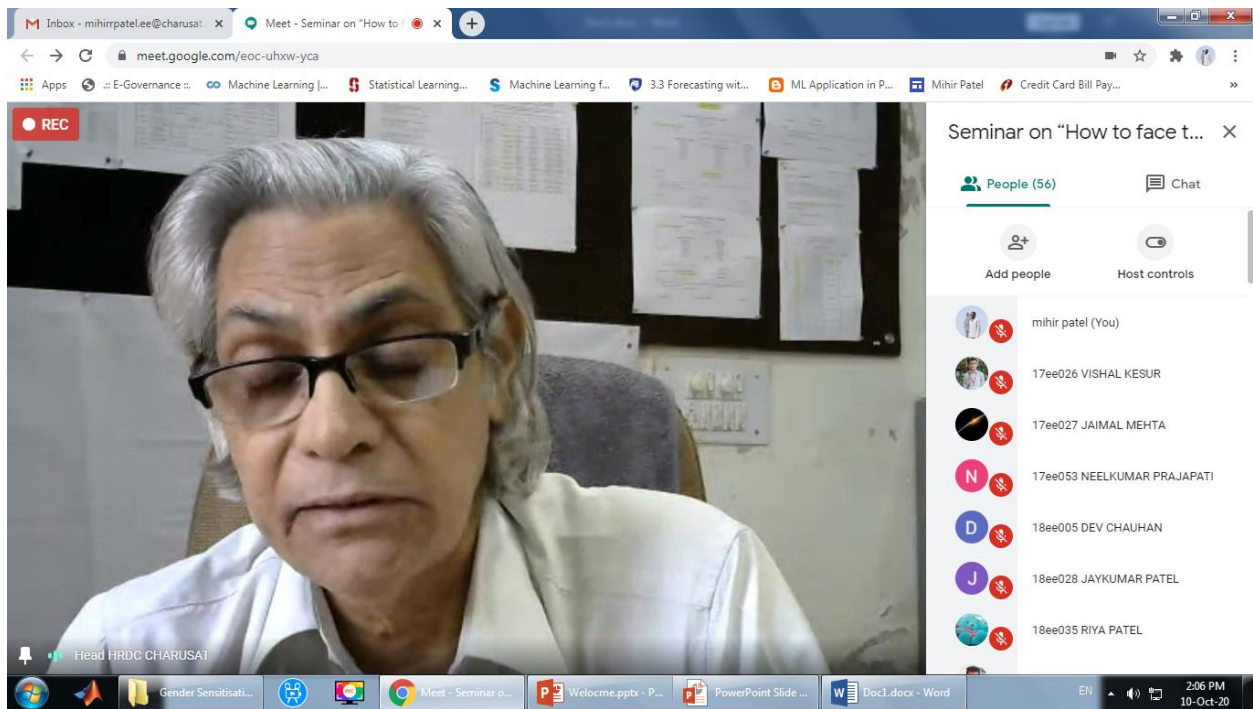 Inbox - mihirrpatel.ee@charusat.
Meet - Seminar on "How to f
meet.google.com/eoc-uhxw-yca
Apps
.:: E-Governance ::.
Machine Learning |...
Statistical Learning...
Machine Learning f...
3.3 Forecasting wit...
ML Application in P...
Mihir Patel
Credit Card Bill Pay...
»
REC
Seminar on “How to face t...
People (56)
Chat
Add people
Host controls
mihir patel (You)
17ee026 VISHAL KESUR
17ee027 JAIMAL MEHTA
N
17ee053 NEELKUMAR PRAJAPATI
D
18ee005 DEV CHAUHAN
J
18ee028 JAYKUMAR PATEL
18ee035 RIYA PATEL
Head HRDC CHARUSAT
Gender Sensitisati...
Meet - Seminar o...
Welocme.pptx - P...
PowerPoint Slide ...
Doc1.docx - Word
EN
2:06 PM
10-Oct-20